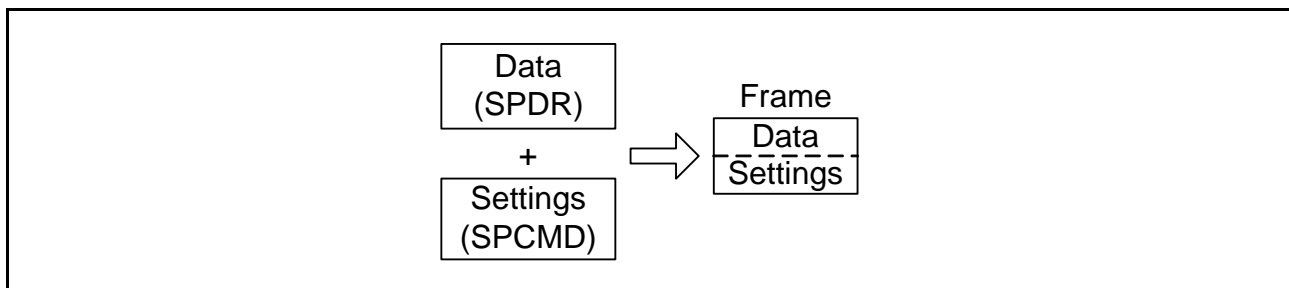 Data
(SPDR)
+
Settings
(SPCMD)
Frame
Data
Settings